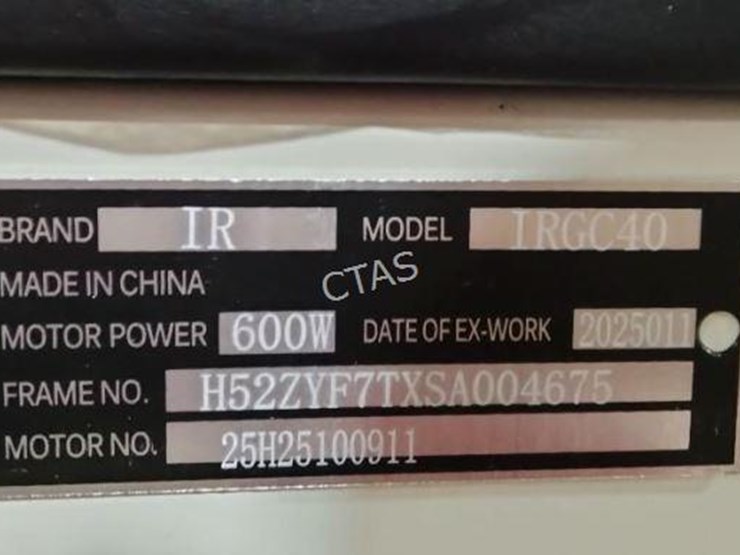 BRAND IR MODEL IRGC40
MADE IN CHINA
CTAS
MOTOR POWER 600W DATE OF EX-WORK 2025011
FRAME NO. H52ZYF7TXSA004675
MOTOR NO. 25H25100911